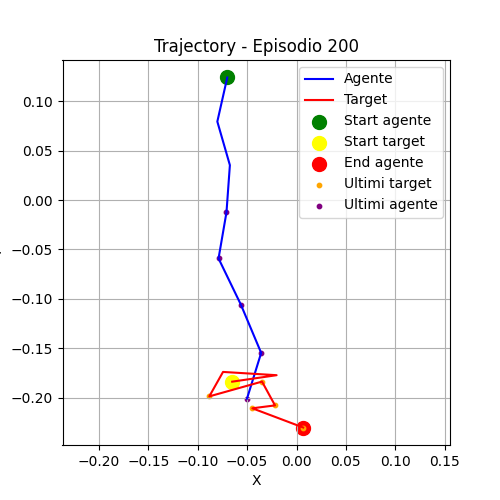 Trajectory - Episodio 200
Agente
Target
Start agente
Start target
End agente
Ultimi target
Ultimi agente
0.10
0.05
0.00
−0.05
−0.10
−0.15
−0.20
−0.20 −0.15 −0.10 −0.05 0.00 0.05 0.10 0.15
X